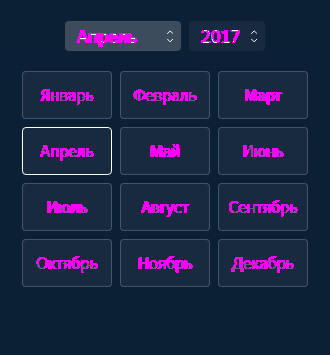 Апрель 2017
Январь Февраль Март
Апрель Май Июнь
Июль Август Сентябрь
Октябрь Ноябрь Декабрь